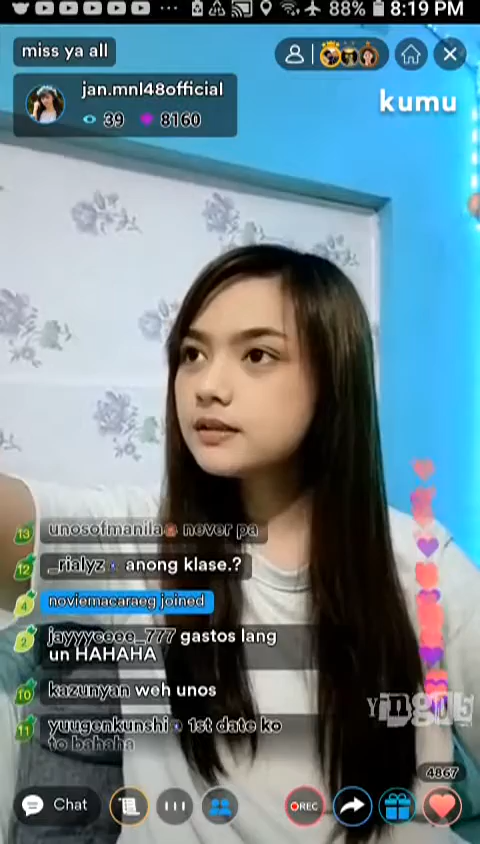 88% 8:19 PM
miss ya all
jan.mnl48official
39 8160
kumu
13 unosofmanila never pa
12 _rialyz anong klase.?
4 noviemacaraeg joined
2 jayyyceee_777 gastos lang
un HAHAHA
10 kazunyan weh unos
11 yuugenkunshi 1st date ko
to bahaha
4867
Chat
REC